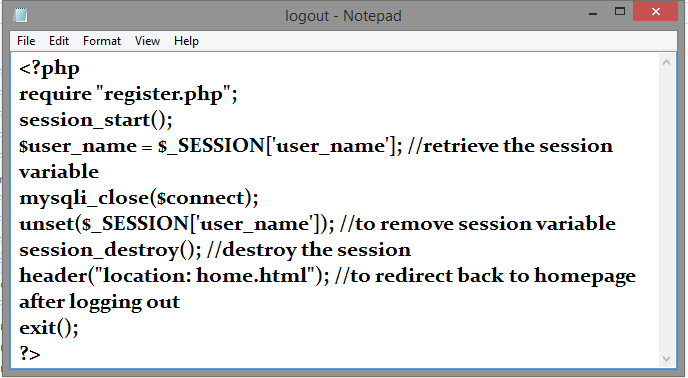 logout - Notepad
File Edit Format View Help
<?php
require "register.php";
session_start();
$user_name = $_SESSION['user_name']; //retrieve the session
variable
mysqli_close($connect);
unset($_SESSION['user_name']); //to remove session variable
session_destroy(); //destroy the session
header("location: home.html"); //to redirect back to homepage
after logging out
exit();
?>